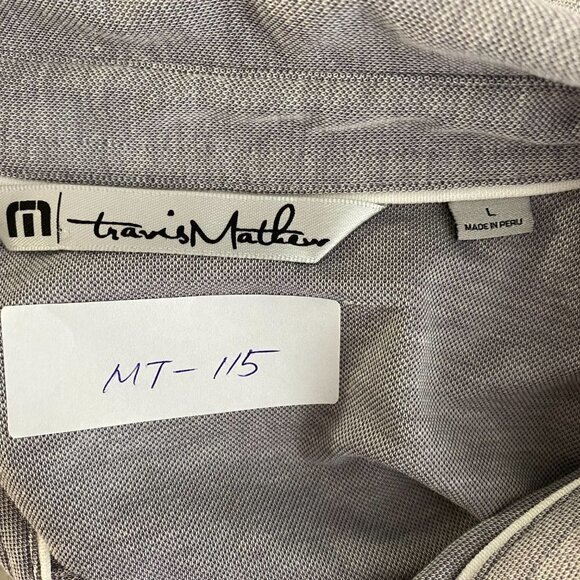 travisMathew
L
MADE IN PERU
MT-115